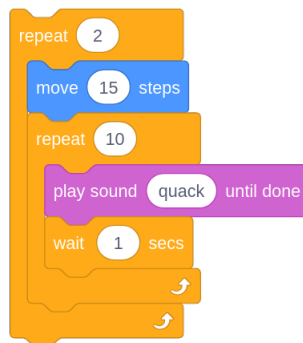 repeat 2
move 15 steps
repeat 10
play sound quack until done
wait 1 secs